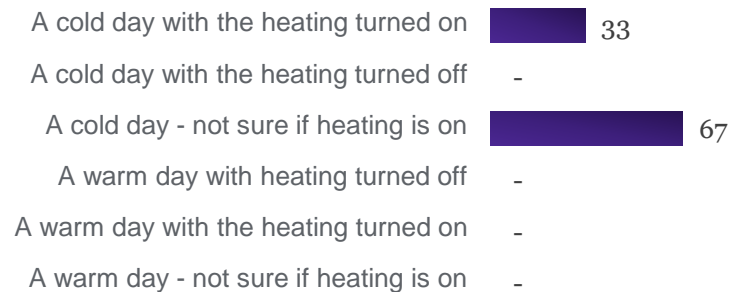 A cold day with the heating turned on 33
A cold day with the heating turned off -
A cold day - not sure if heating is on 67
A warm day with heating turned off -
A warm day with the heating turned on -
A warm day - not sure if heating is on -